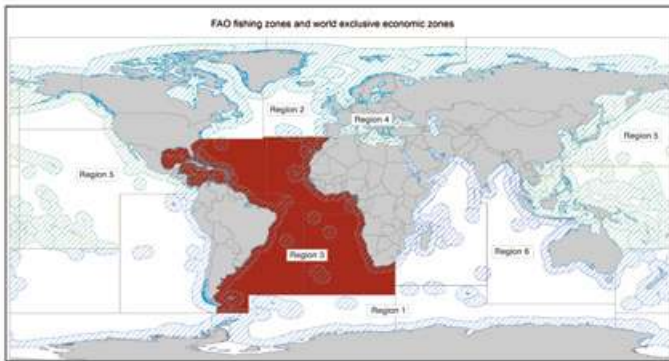 FAO fishing zones and world exclusive economic zones
Region 2
Region 4
Region 5
Region 5
Region 3
Region 6
Region 1